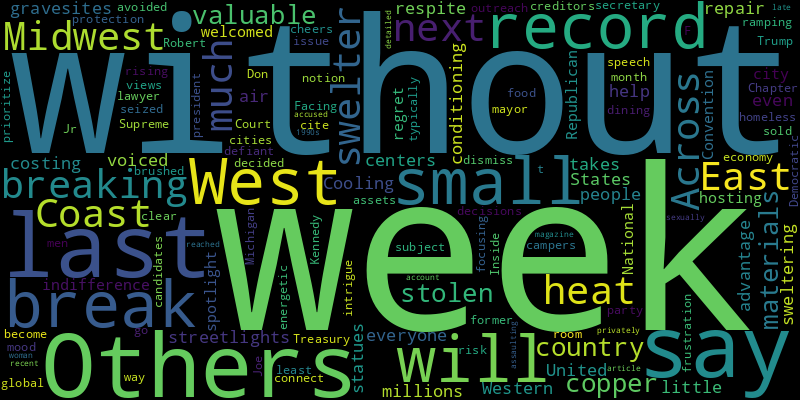 gravesites avoided
protection
Midwest
Robert
valuable
welcomed
cheers
issue
respite outreach creditors secretary
next record repair late
ramping
Trump
Without
prioritize
rising
views
lawyer
seized
Supreme
Jr
president
much
air
Don
notion
Court
Facing
accused
cite
1990s
cities
defiant
decided
swelter
regret
typically
conditioning
food
mayor
Republican
speech
month
help
dining
Across
Convention
city
Chapter
even
homeless
sold
Democratic
costing voiced
brushed
breaking
West
centers
Cooling
assets
dismiss t takes
small States
people
economy
East
hosting
Coast
clear
last
men
indifference
break
candidates
spotlight
reached
Michigan
energetic
Kennedy
week
subject
account
stolen
decisions
focusing
Inside
magazine
campers
heat
National
sexually
advantage
materials
sweltering
become
mood
woman
recent
global
Others
go
streetlights
Joe
Treasury
least
connect
way
intrigue
statues
everyone
former
will
risk
millions Western
assaulting
party
room privately
country
United article
copper little
frustration
say